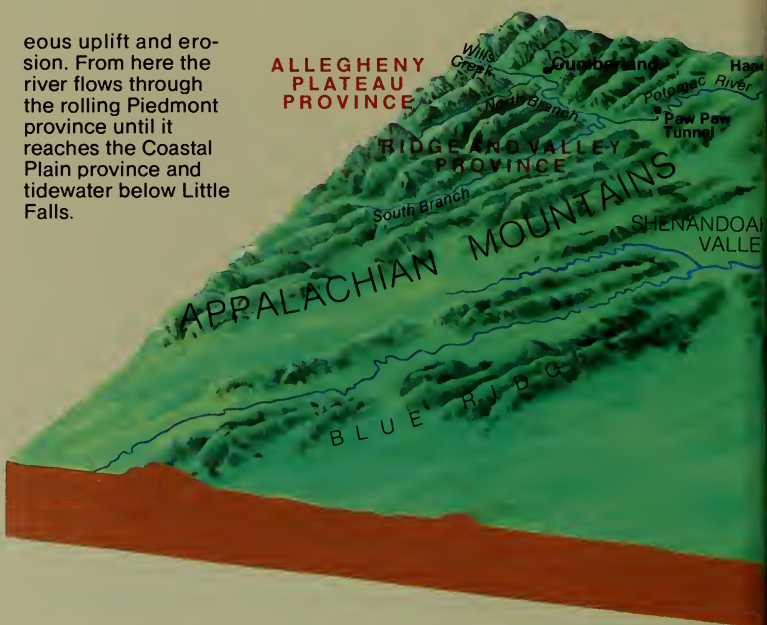 eous uplift and ero-
sion. From here the
river flows through
the rolling Piedmont
province until it
reaches the Coastal
Plain province and
tidewater below Little
Falls.
ALLEGHENY
PLATEAU
PROVINCE
Wills
Creek
Cumberland
North Branch
Potomac River
Paw Paw
Tunnel
RIDGE AND VALLEY
PROVINCE
South Branch
APPALACHIAN MOUNTAINS
SHENANDOAH
VALLE
BLUE RIDGE